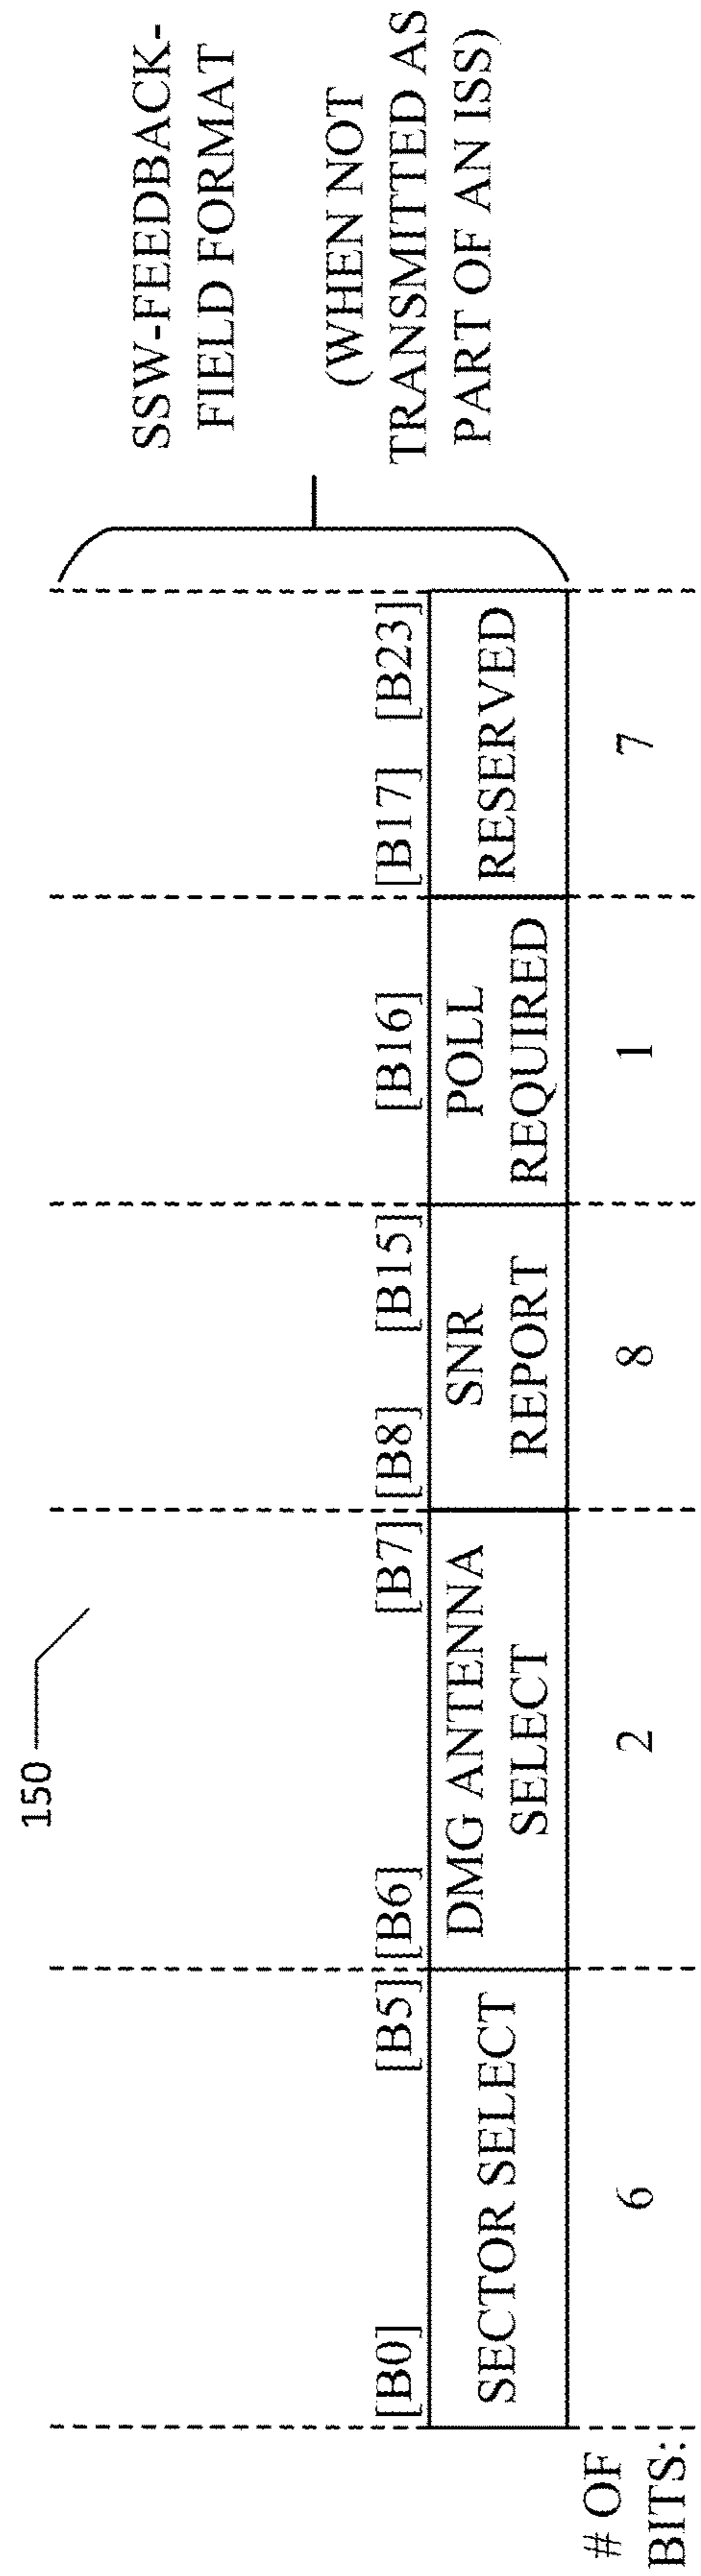 150
[B0] [B5] [B6] [B7] [B8] [B15] [B16] [B17] [B23]
SECTOR SELECT
DMG ANTENNA
SELECT
SNR
REPORT
POLL
REQUIRED
RESERVED
# OF
BITS:
6 2 8 1 7
SSW-FEEDBACK-
FIELD FORMAT
(WHEN NOT
TRANSMITTED AS
PART OF AN ISS)